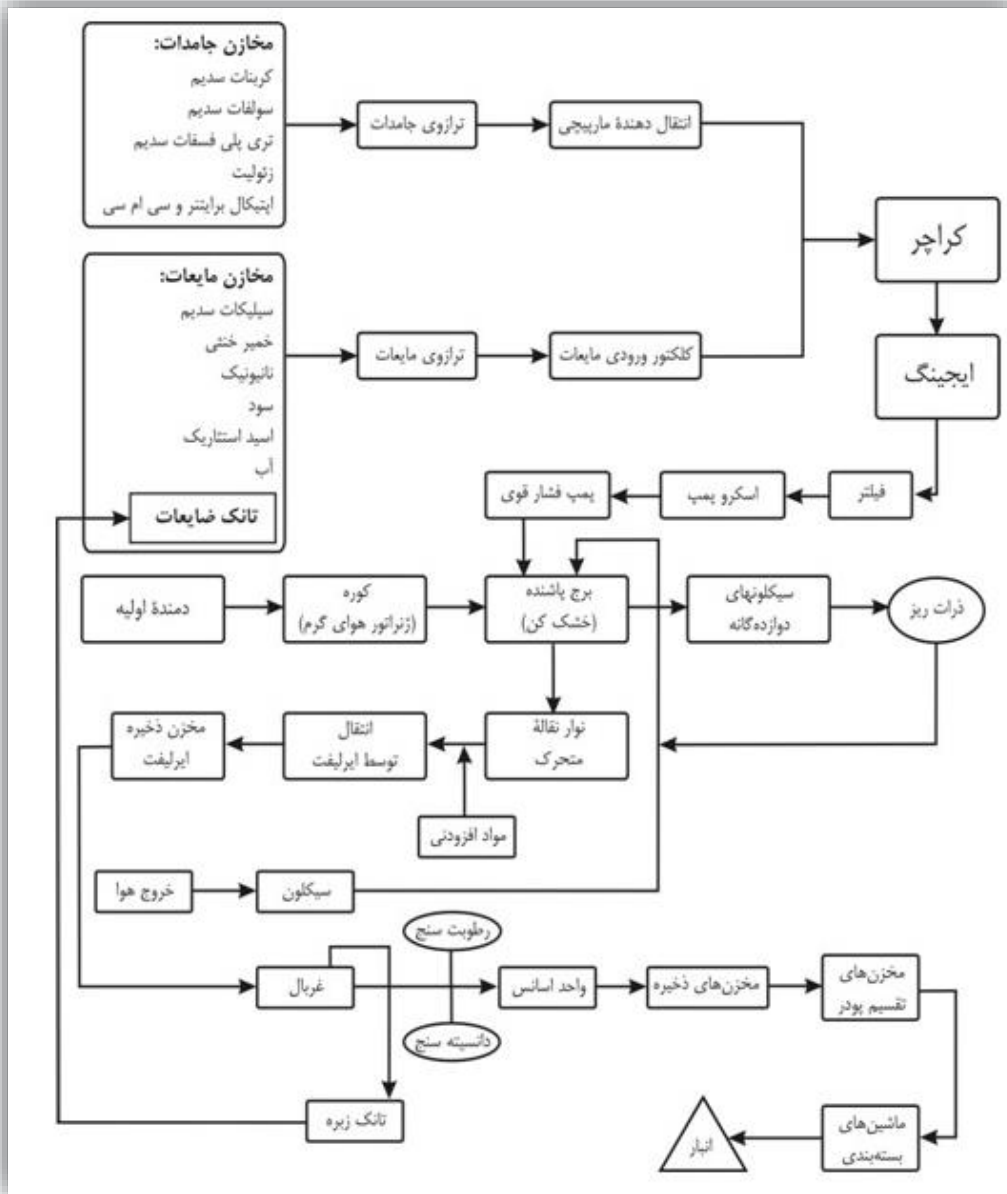 مخازن جامدات:
کربنات سدیم
سولفات سدیم
تری پلی فسفات سدیم
زئولیت
اپتیکال برایتنر و سی ام سی
ترازوی جامدات
انتقال دهندهٔ مارپیچی
کراچر
مخازن مایعات:
سیلیکات سدیم
خمیر خنثی
نانیونیک
سود
اسید استئاریک
آب
تانک ضایعات
ترازوی مایعات
کلکتور ورودی مایعات
ایجینگ
فیلتر
اسکرو پمپ
پمپ فشار قوی
دمندهٔ اولیه
کوره
(ژنراتور هوای گرم)
برج پاشنده
(خشک کن)
سیکلونهای
دوازده‌گانه
ذرات ریز
نوار نقالهٔ
متحرک
انتقال
توسط ایرلیفت
مخزن ذخیره
ایرلیفت
مواد افزودنی
خروج هوا
سیکلون
غربال
رطوبت سنج
دانسیته سنج
واحد اسانس
مخزن‌های ذخیره
مخزن‌های
تقسیم پودر
تانک زبره
ماشین‌های
بسته‌بندی
انبار